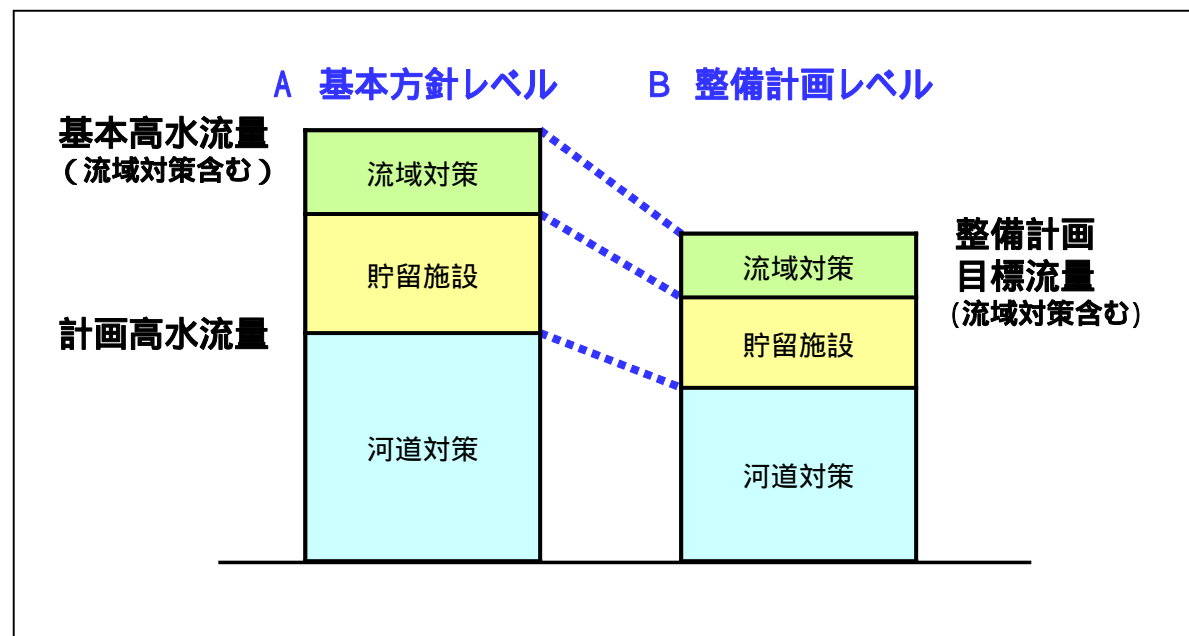 A 基本方針レベル
B 整備計画レベル
基本高水流量
(流域対策含む)
流域対策
貯留施設
計画高水流量
河道対策
流域対策
貯留施設
河道対策
整備計画
目標流量
(流域対策含む)